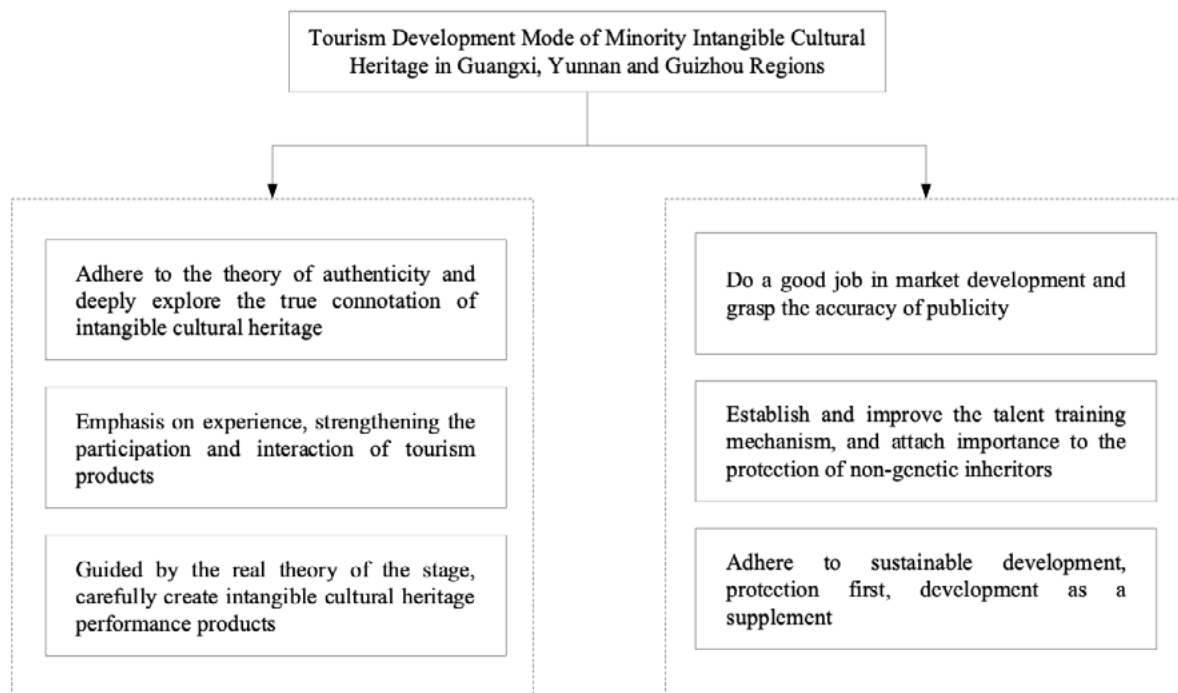 Tourism Development Mode of Minority Intangible Cultural
Heritage in Guangxi, Yunnan and Guizhou Regions
Adhere to the theory of authenticity and
deeply explore the true connotation of
intangible cultural heritage
Emphasis on experience, strengthening the
participation and interaction of tourism
products
Guided by the real theory of the stage,
carefully create intangible cultural heritage
performance products
Do a good job in market development and
grasp the accuracy of publicity
Establish and improve the talent training
mechanism, and attach importance to the
protection of non-genetic inheritors
Adhere to sustainable development,
protection first, development as a
supplement